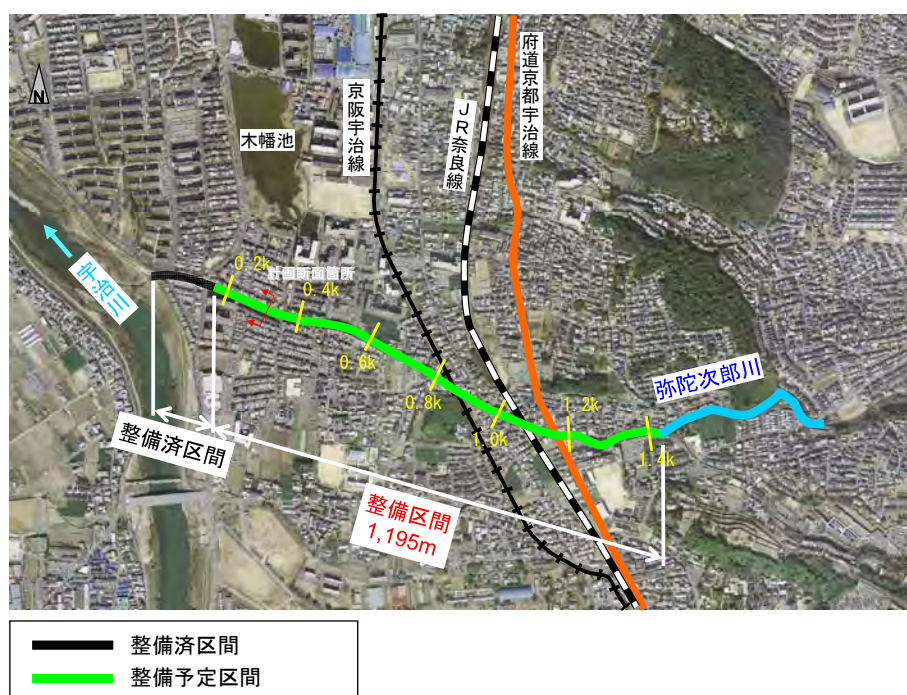 N
木幡池
京阪宇治線
JR奈良線
府道京都宇治線
宇治川
0.2k
計画断面箇所
0.4k
0.6k
0.8k
1.0k
1.2k
1.4k
弥陀次郎川
整備済区間
整備区間
1,195m
整備済区間
整備予定区間